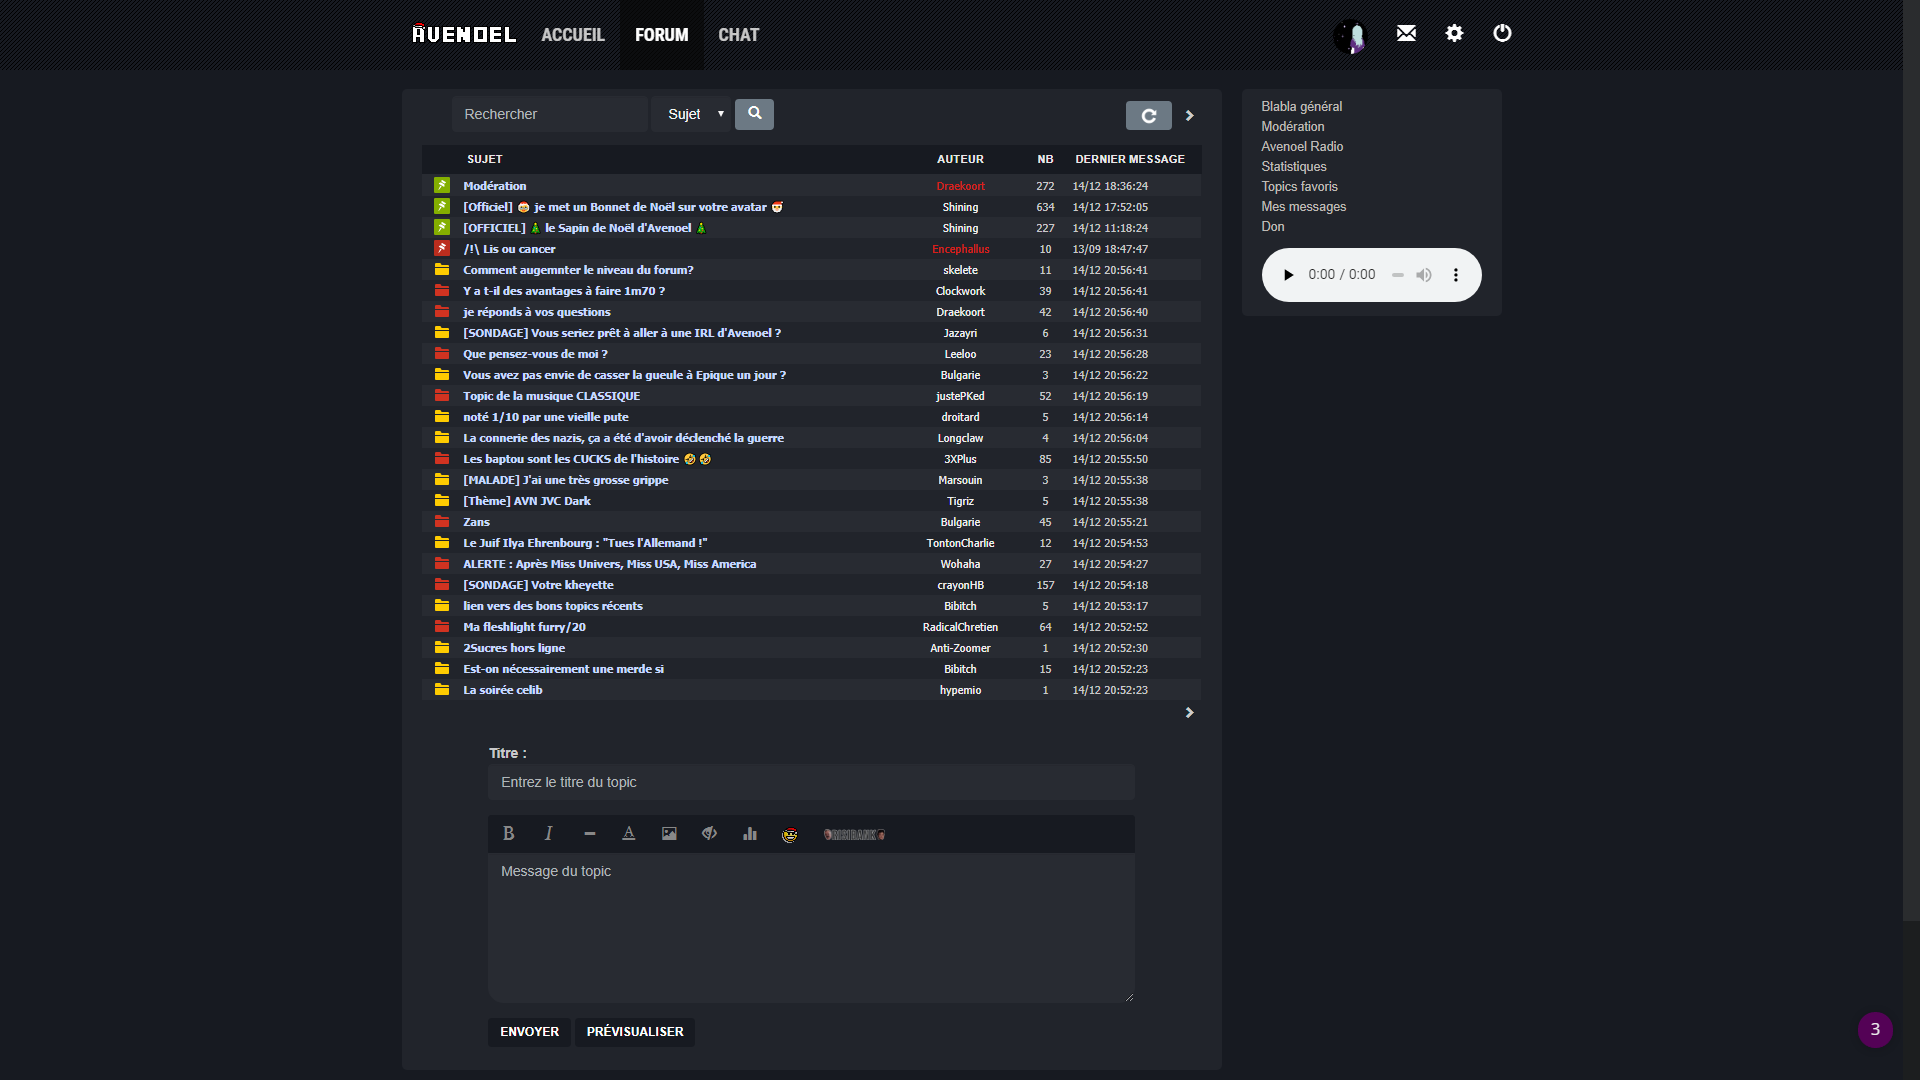 AVENOEL ACCUEIL FORUM CHAT
Rechercher Sujet
SUJET AUTEUR NB DERNIER MESSAGE
Modération Draekoort 272 14/12 18:36:24
[Officiel] je met un Bonnet de Noël sur votre avatar Shining 634 14/12 17:52:05
[OFFICIEL] le Sapin de Noël d'Avenoel Shining 227 14/12 11:18:24
/!\ Lis ou cancer Encephallus 10 13/09 18:47:47
Comment augemnter le niveau du forum? skelete 11 14/12 20:56:41
Y a t-il des avantages à faire 1m70 ? Clockwork 39 14/12 20:56:41
je réponds à vos questions Draekoort 42 14/12 20:56:40
[SONDAGE] Vous seriez prêt à aller à une IRL d'Avenoel ? Jazayri 6 14/12 20:56:31
Que pensez-vous de moi ? Leeloo 23 14/12 20:56:28
Vous avez pas envie de casser la gueule à Epique un jour ? Bulgarie 3 14/12 20:56:22
Topic de la musique CLASSIQUE justePKed 52 14/12 20:56:19
noté 1/10 par une vieille pute droitard 5 14/12 20:56:14
La connerie des nazis, ça a été d'avoir déclenché la guerre Longclaw 4 14/12 20:56:04
Les baptou sont les CUCKS de l'histoire 🤣 🤣 3XPlus 85 14/12 20:55:50
[MALADE] J'ai une très grosse grippe Marsouin 3 14/12 20:55:38
[Thème] AVN JVC Dark Tigriz 5 14/12 20:55:38
Zans Bulgarie 45 14/12 20:55:21
Le Juif Ilya Ehrenbourg : "Tues l'Allemand !" TontonCharlie 12 14/12 20:54:53
ALERTE : Après Miss Univers, Miss USA, Miss America Wohaha 27 14/12 20:54:27
[SONDAGE] Votre kheyette crayonHB 157 14/12 20:54:18
lien vers des bons topics récents Bibitch 5 14/12 20:53:17
Ma fleshlight furry/20 RadicalChretien 64 14/12 20:52:52
2Sucres hors ligne Anti-Zoomer 1 14/12 20:52:30
Est-on nécessairement une merde si Bibitch 15 14/12 20:52:23
La soirée celib hypemio 1 14/12 20:52:23
Titre :
Entrez le titre du topic
B I A RISIBANK
Message du topic
ENVOYER PRÉVISUALISER
Blabla général
Modération
Avenoel Radio
Statistiques
Topics favoris
Mes messages
Don
0:00 / 0:00
3